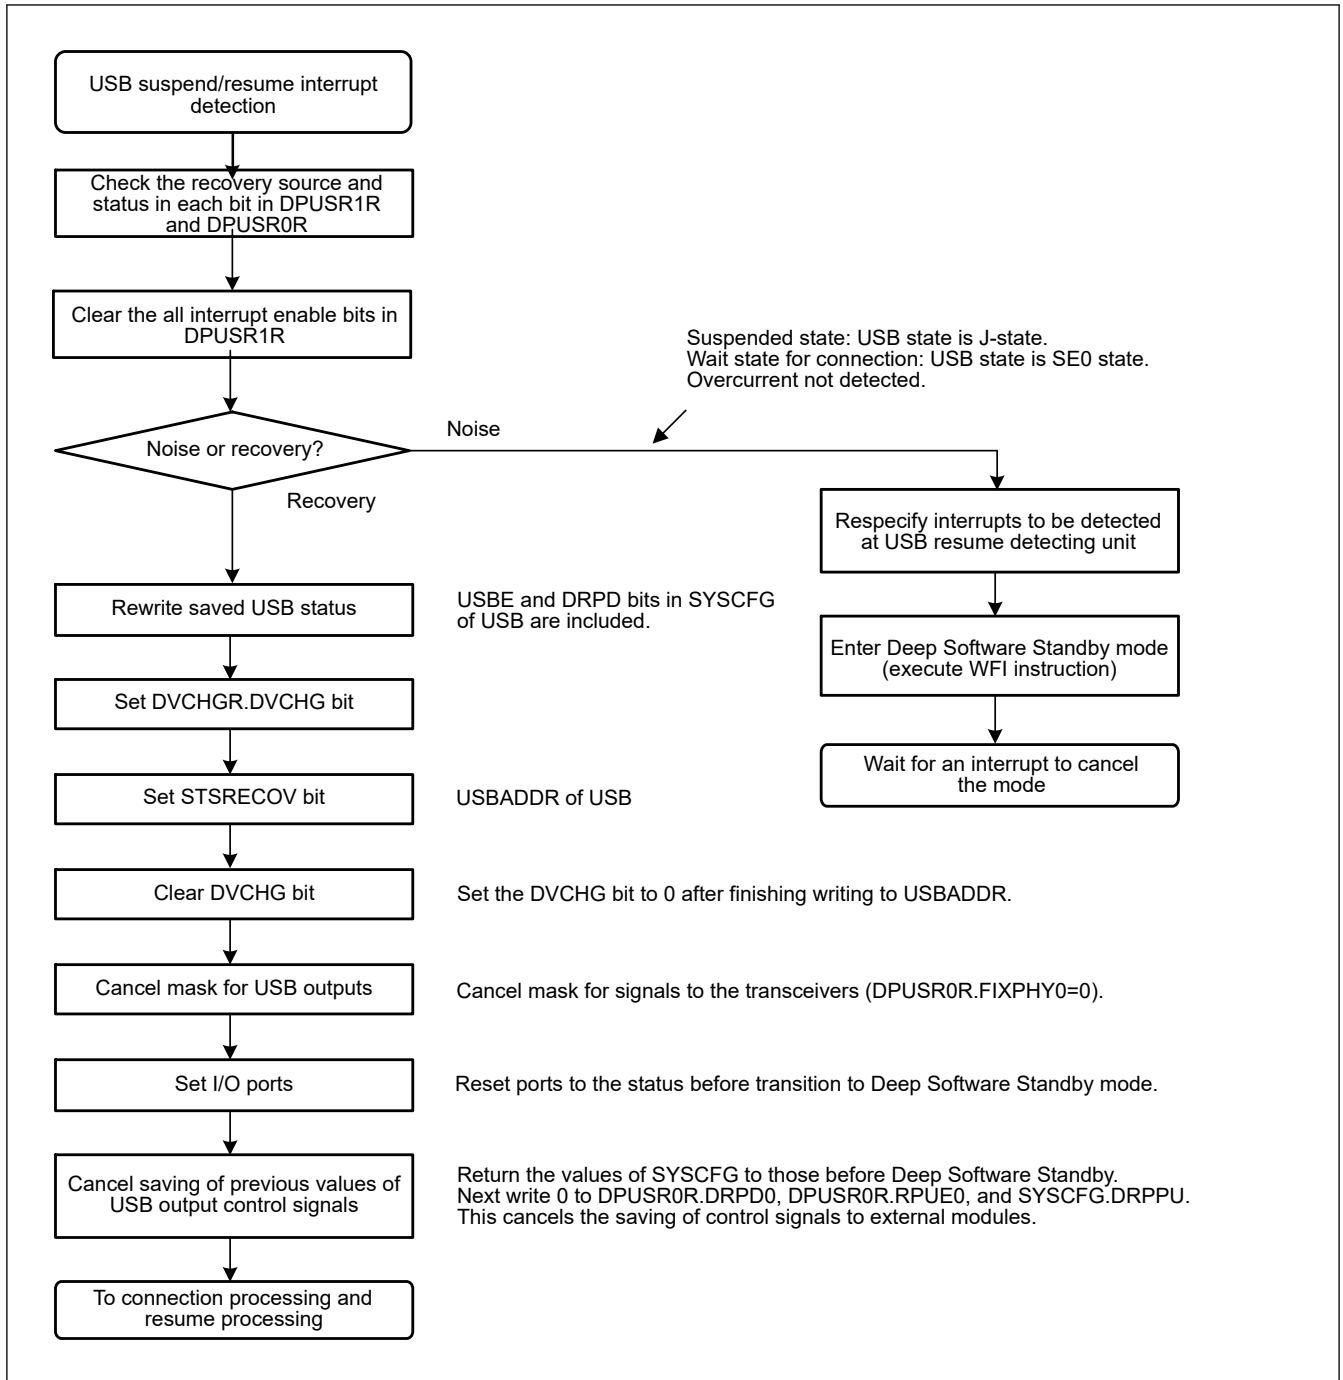 USB suspend/resume interrupt
detection
Check the recovery source and
status in each bit in DPUSR1R
and DPUSR0R
Clear the all interrupt enable bits in
DPUSR1R
Suspended state: USB state is J-state.
Wait state for connection: USB state is SE0 state.
Overcurrent not detected.
Noise or recovery?
Noise
Recovery
Respecify interrupts to be detected
at USB resume detecting unit
Enter Deep Software Standby mode
(execute WFI instruction)
Wait for an interrupt to cancel
the mode
Rewrite saved USB status
USBE and DRPD bits in SYSCFG
of USB are included.
Set DVCHGR.DVCHG bit
Set STSRECOV bit
USBADDR of USB
Clear DVCHG bit
Set the DVCHG bit to 0 after finishing writing to USBADDR.
Cancel mask for USB outputs
Cancel mask for signals to the transceivers (DPUSR0R.FIXPHY0=0).
Set I/O ports
Reset ports to the status before transition to Deep Software Standby mode.
Cancel saving of previous values of
USB output control signals
Return the values of SYSCFG to those before Deep Software Standby.
Next write 0 to DPUSR0R.DRPD0, DPUSR0R.RPUE0, and SYSCFG.DRPPU.
This cancels the saving of control signals to external modules.
To connection processing and
resume processing